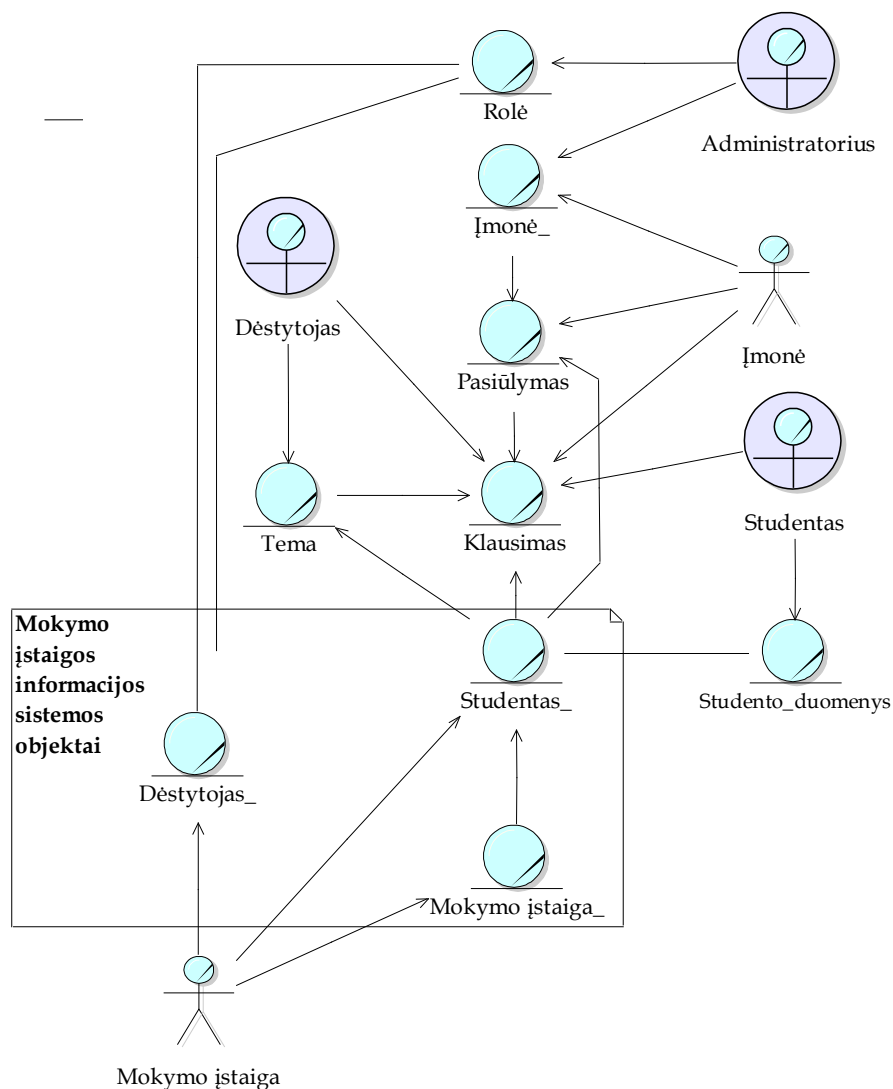 Rolė
Administratorius
Įmonė_
Dėstytojas
Įmonė
Pasiūlymas
Studentas
Tema
Klausimas
Mokymo
įstaigos
informacijos
sistemos
objektai
Studentas_
Studento_duomenys
Dėstytojas_
Mokymo įstaiga_
Mokymo įstaiga